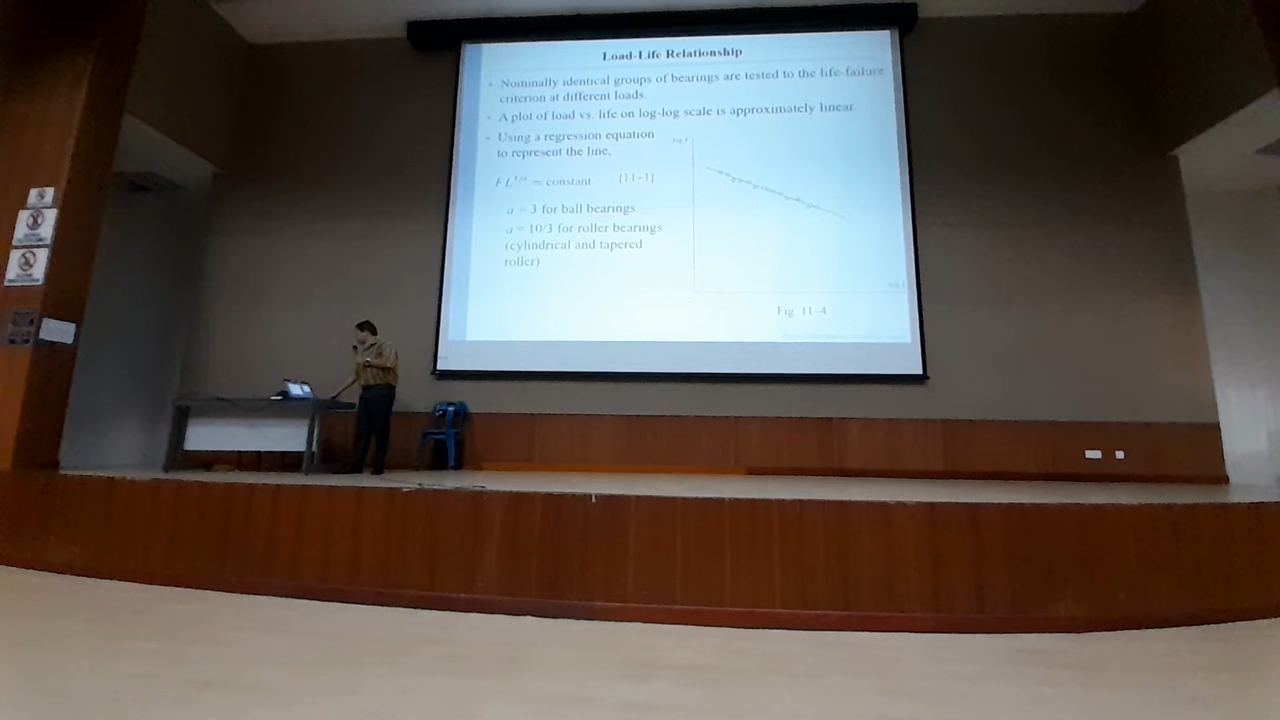 Load-Life Relationship
• Nominally identical groups of bearings are tested to the life-failure
criterion at different loads.
• A plot of load vs. life on log-log scale is approximately linear.
• Using a regression equation
to represent the line,
FL^{1/a} = constant (11–1)
a = 3 for ball bearings
a = 10/3 for roller bearings
(cylindrical and tapered
roller)
log F
Fig. 11–4